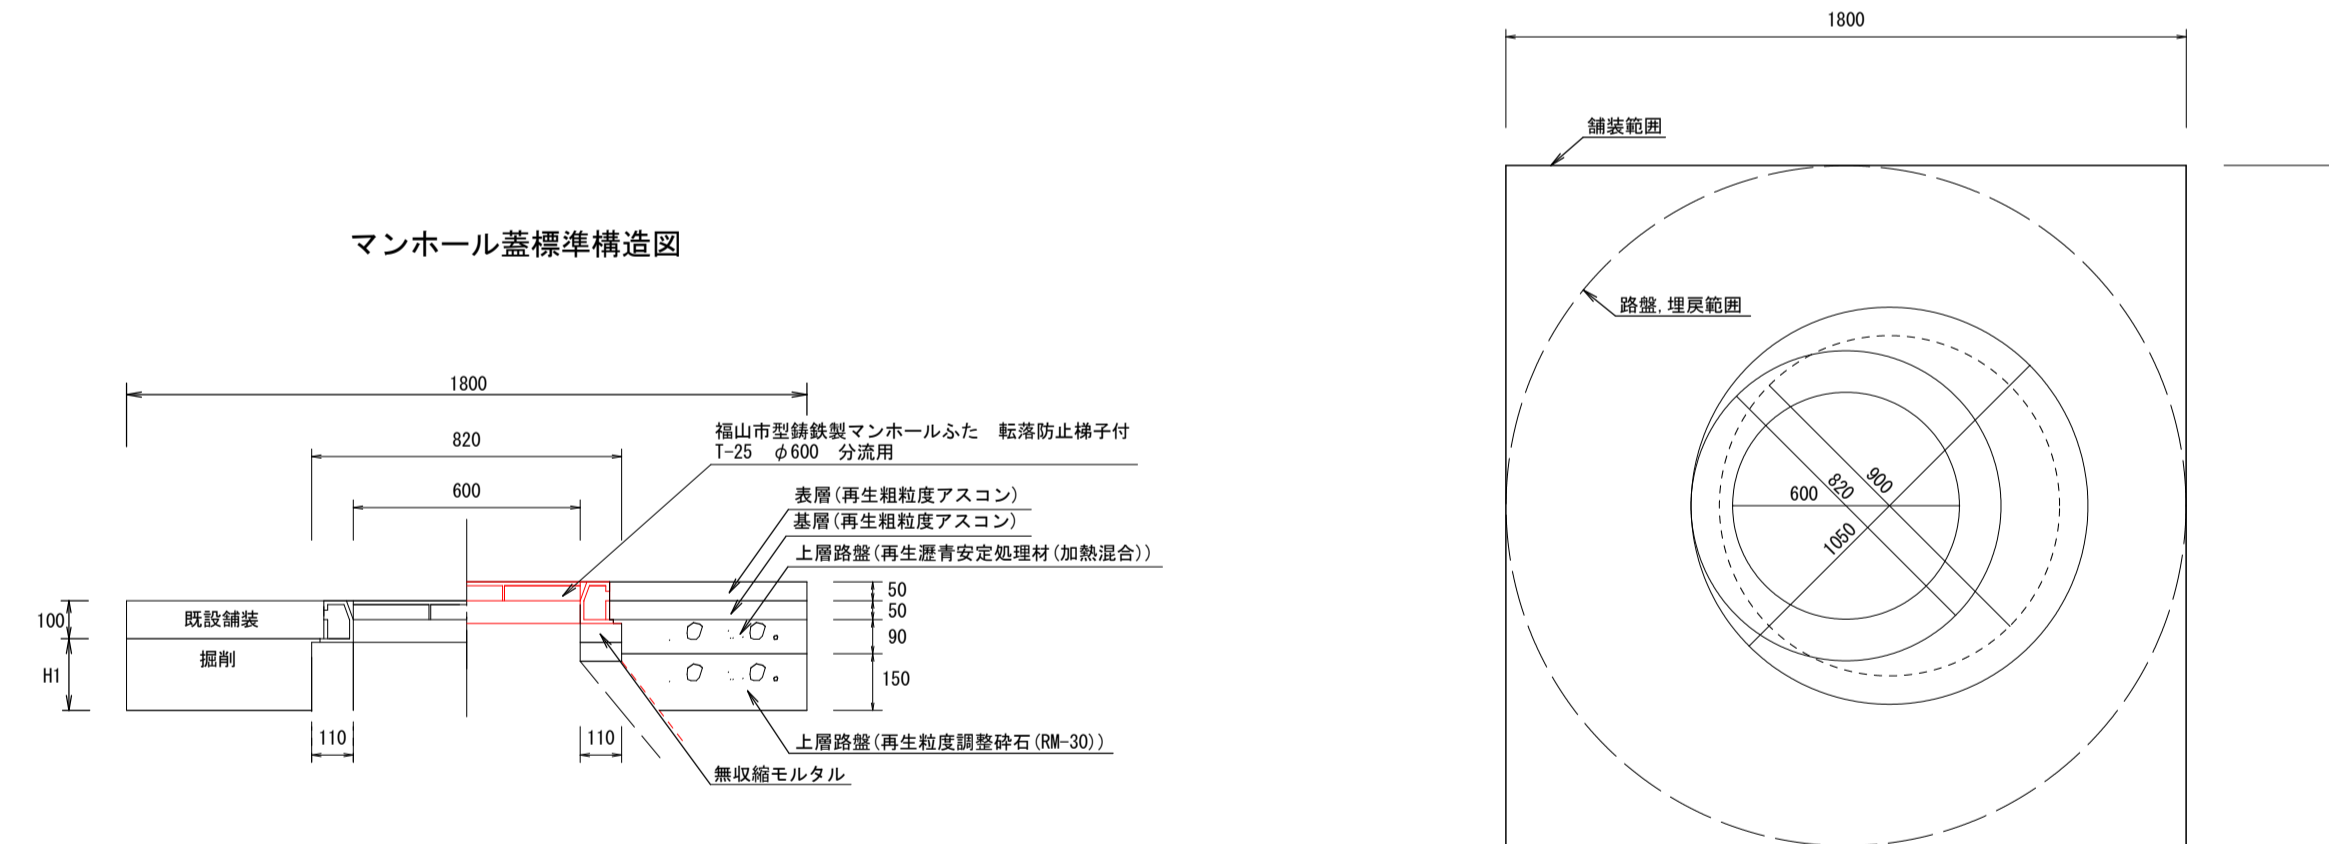 マンホール蓋標準構造図
1800
820
600
福山市型鋳鉄製マンホールふた 転落防止梯子付
T-25 φ600 分流用
表層(再生粗粒度アスコン)
基層(再生粗粒度アスコン)
上層路盤(再生瀝青安定処理材(加熱混合))
既設舗装
掘削
100
H1
50
50
90
150
110
110
上層路盤(再生粒度調整砕石(RM-30))
無収縮モルタル
1800
舗装範囲
路盤,埋戻範囲
600
820
900
1050